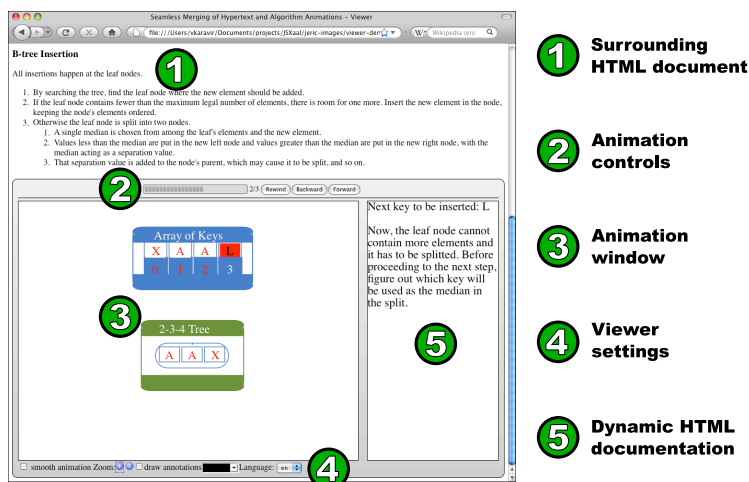 Seamless Merging of Hypertext and Algorithm Animations – Viewer
file:///Users/vkaravir/Documents/projects/JSXaal/jeric-images/viewer-den
W Wikipedia (en)
B-tree Insertion
1
All insertions happen at the leaf nodes.
1. By searching the tree, find the leaf node where the new element should be added.
2. If the leaf node contains fewer than the maximum legal number of elements, there is room for one more. Insert the new element in the node,
keeping the node's elements ordered.
3. Otherwise the leaf node is split into two nodes.
1. A single median is chosen from among the leaf's elements and the new element.
2. Values less than the median are put in the new left node and values greater than the median are put in the new right node, with the
median acting as a separation value.
3. That separation value is added to the node's parent, which may cause it to be split, and so on.
2
2/3 Rewind Backward Forward
Array of Keys
X A A L
0 1 2 3
3
2-3-4 Tree
A A X
Next key to be inserted: L
Now, the leaf node cannot
contain more elements and
it has to be splitted. Before
proceeding to the next step,
figure out which key will
be used as the median in
the split.
5
smooth animation Zoom: draw annotations Language: en
4
1 Surrounding
HTML document
2 Animation
controls
3 Animation
window
4 Viewer
settings
5 Dynamic HTML
documentation